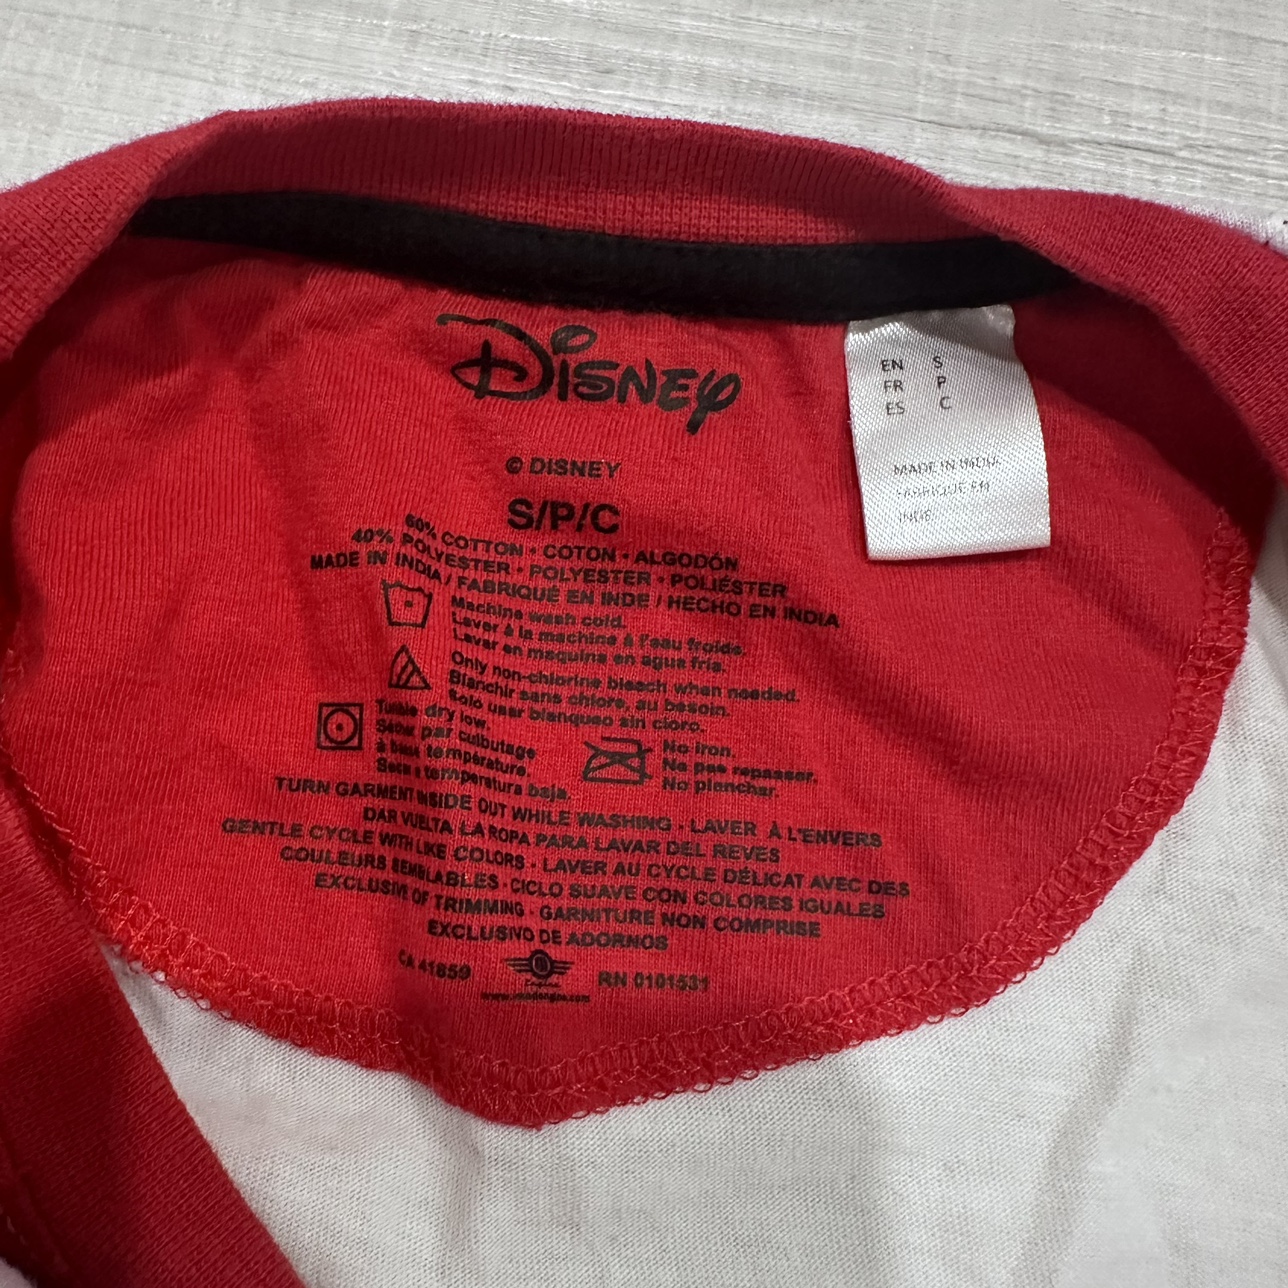 DISNEY
© DISNEY
S/P/C
60% COTTON · COTON · ALGODÓN
40% POLYESTER · POLYESTER · POLIÉSTER
MADE IN INDIA / FABRIQUÉ EN INDE / HECHO EN INDIA
Machine wash cold.
Laver à la machine à l'eau froide.
Lavar en maquina en agua fria.
Only non-chlorine bleach when needed.
Blanchir sans chlore, au besoin.
Solo usar blanqueo sin cloro.
Tumble dry low.
Sécher par culbutage
à basse température.
Seca a temperatura baja.
No iron.
No pas repasser.
No planchar.
TURN GARMENT INSIDE OUT WHILE WASHING · LAVER À L'ENVERS
DAR VUELTA LA ROPA PARA LAVAR DEL REVES
GENTLE CYCLE WITH LIKE COLORS · LAVER AU CYCLE DÉLICAT AVEC DES
COULEURS SEMBLABLES · CICLO SUAVE CON COLORES IGUALES
EXCLUSIVE OF TRIMMING · GARNITURE NON COMPRISE
EXCLUSIVO DE ADORNOS
CA 41859
RN 0101531
EN S
FR P
ES C
MADE IN INDIA
FABRIQUE EN
INDE